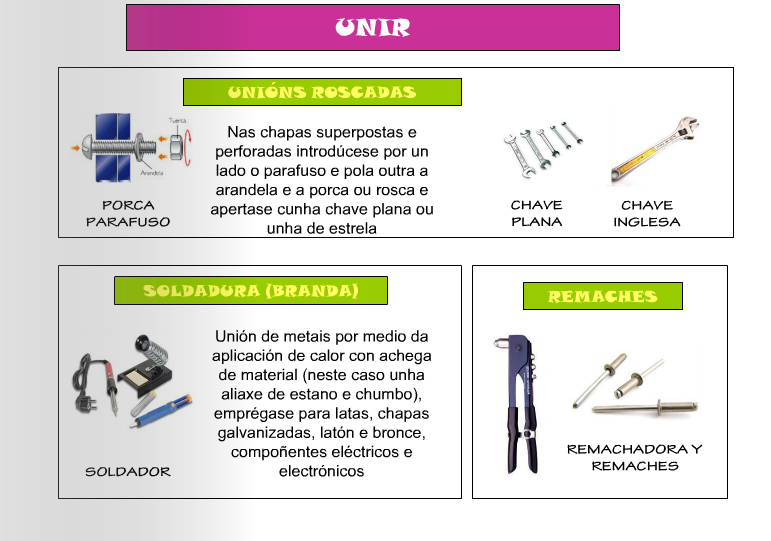 UNIR
UNIÓNS ROSCADAS
Tuerca
Arandela
PORCA
PARAFUSO
Nas chapas superpostas e
perforadas introdúcese por un
lado o parafuso e pola outra a
arandela e a porca ou rosca e
apertase cunha chave plana ou
unha de estrela
CHAVE
PLANA
CHAVE
INGLESA
SOLDADURA (BRANDA)
SOLDADOR
Unión de metais por medio da
aplicación de calor con achega
de material (neste caso unha
aliaxe de estano e chumbo),
emprégase para latas, chapas
galvanizadas, latón e bronce,
compoñentes eléctricos e
electrónicos
REMACHES
REMACHADORA Y
REMACHES